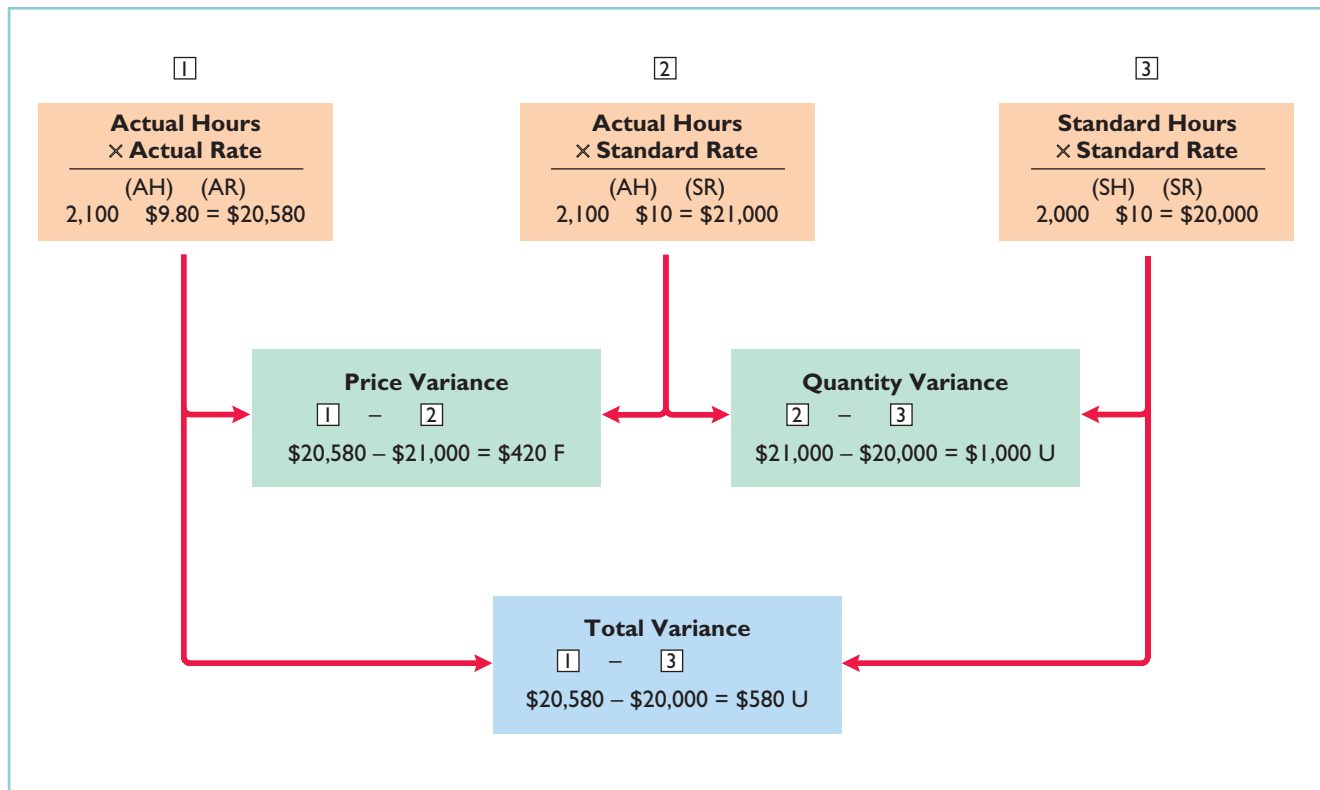 1
Actual Hours
× Actual Rate
(AH) (AR)
2,100 $9.80 = $20,580
2
Actual Hours
× Standard Rate
(AH) (SR)
2,100 $10 = $21,000
3
Standard Hours
× Standard Rate
(SH) (SR)
2,000 $10 = $20,000
Price Variance
1 – 2
$20,580 – $21,000 = $420 F
Quantity Variance
2 – 3
$21,000 – $20,000 = $1,000 U
Total Variance
1 – 3
$20,580 – $20,000 = $580 U